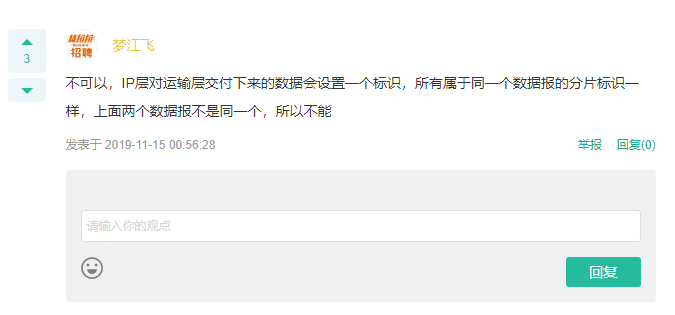 3
招聘
梦江飞
不可以，IP层对运输层交付下来的数据会设置一个标识，所有属于同一个数据报的分片标识一
样，上面两个数据报不是同一个，所以不能
发表于 2019-11-15 00:56:28
举报 回复(0)
请输入你的观点
回复